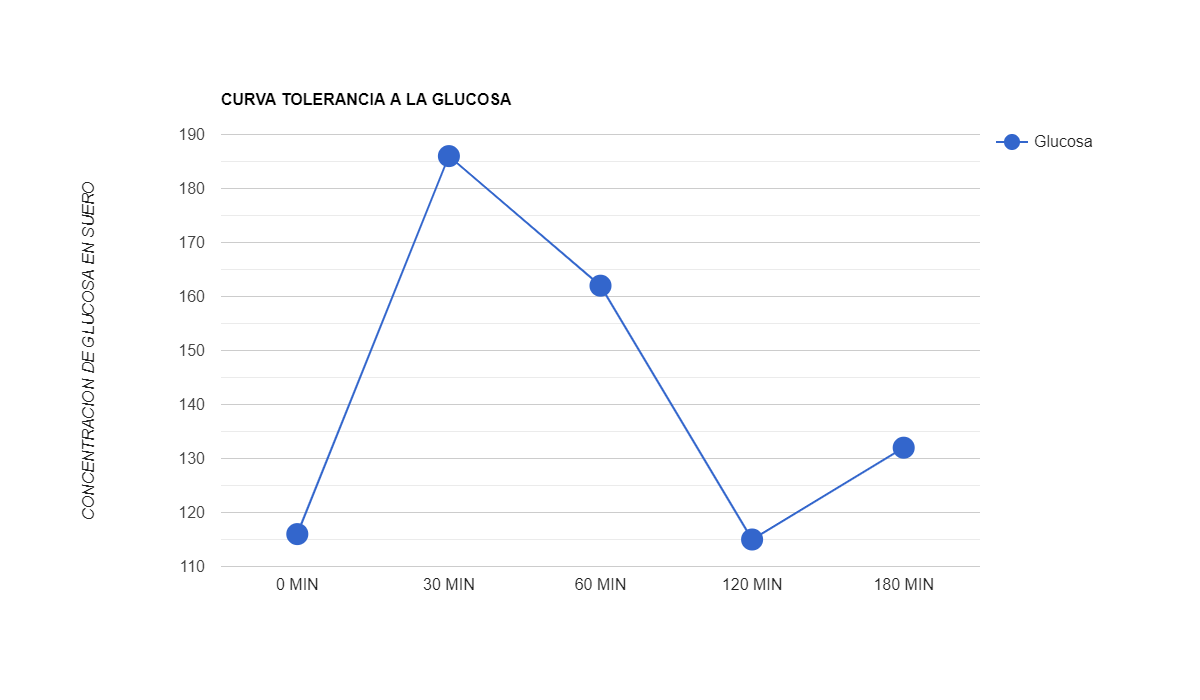 CURVA TOLERANCIA A LA GLUCOSA
CONCENTRACION DE GLUCOSA EN SUERO
190
180
170
160
150
140
130
120
110
0 MIN
30 MIN
60 MIN
120 MIN
180 MIN
Glucosa